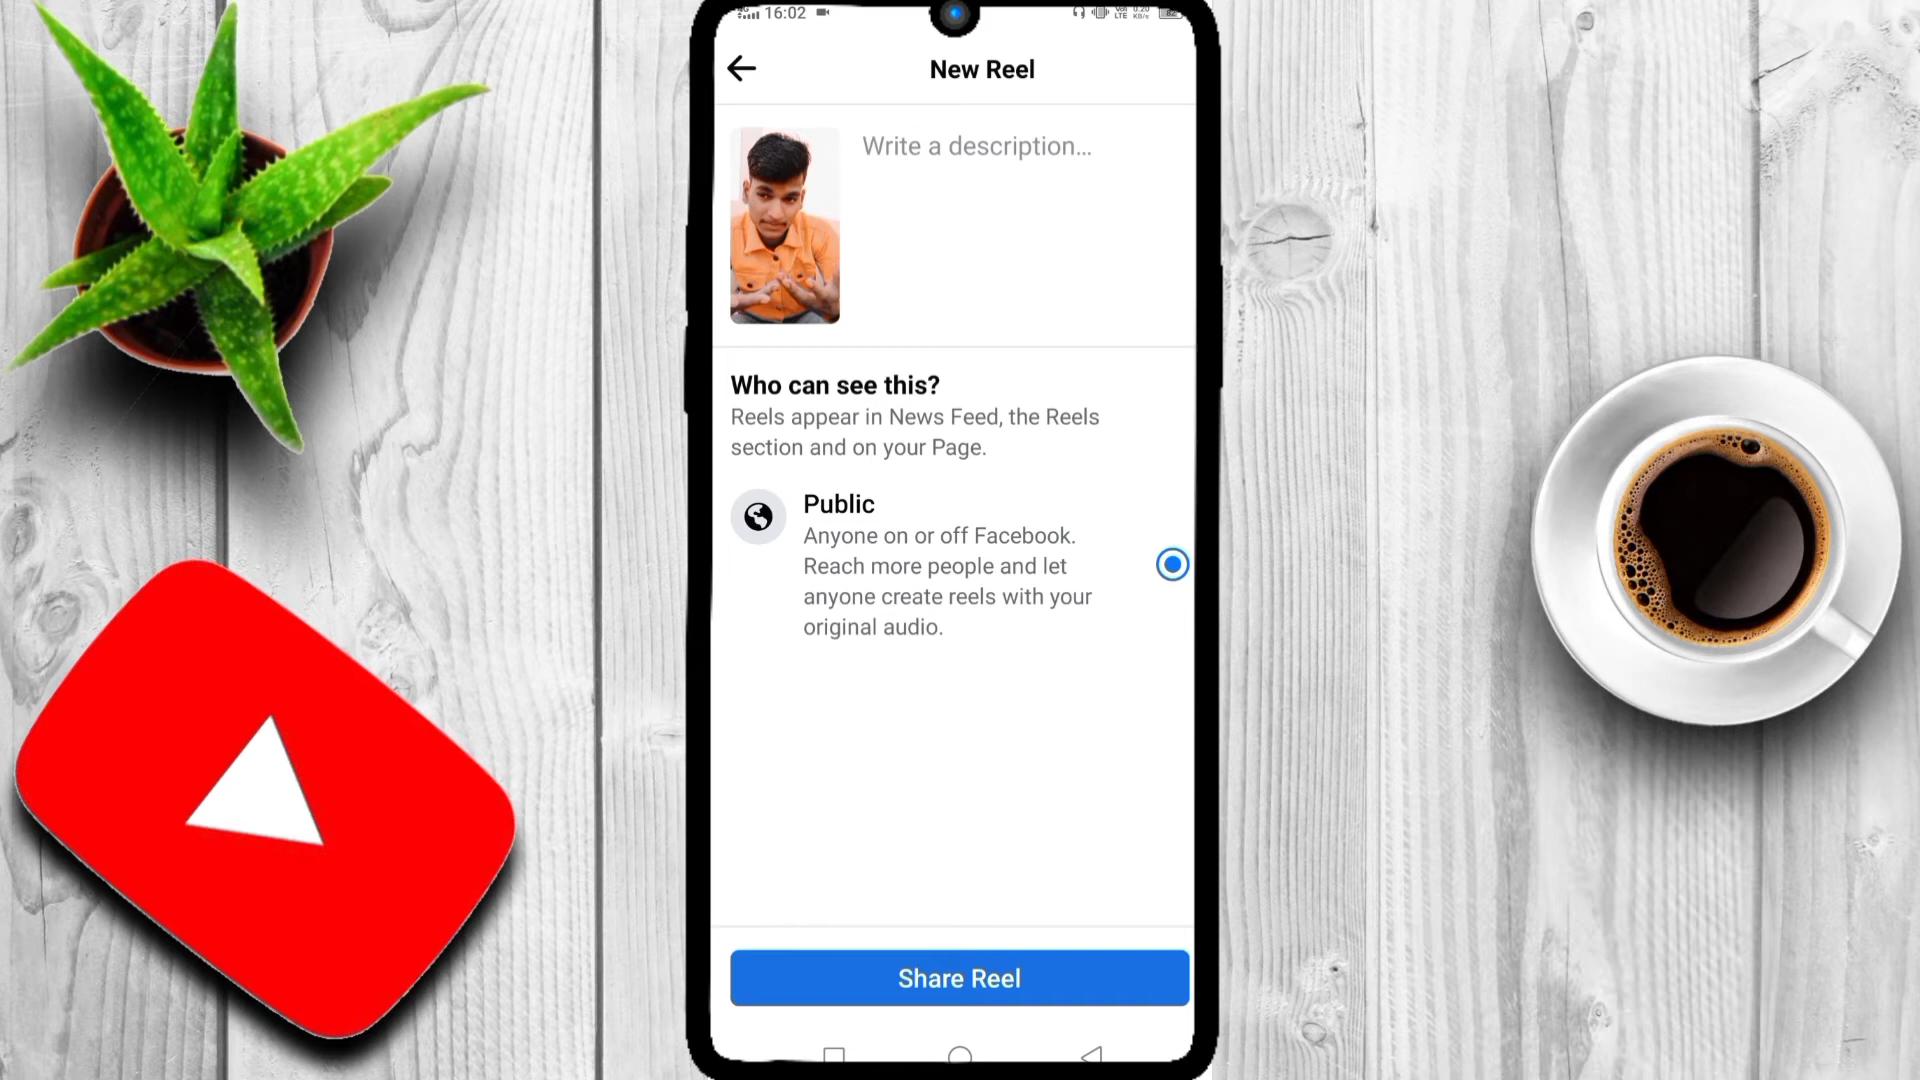 16:02
New Reel
Write a description...
Who can see this?
Reels appear in News Feed, the Reels
section and on your Page.
Public
Anyone on or off Facebook.
Reach more people and let
anyone create reels with your
original audio.
Share Reel